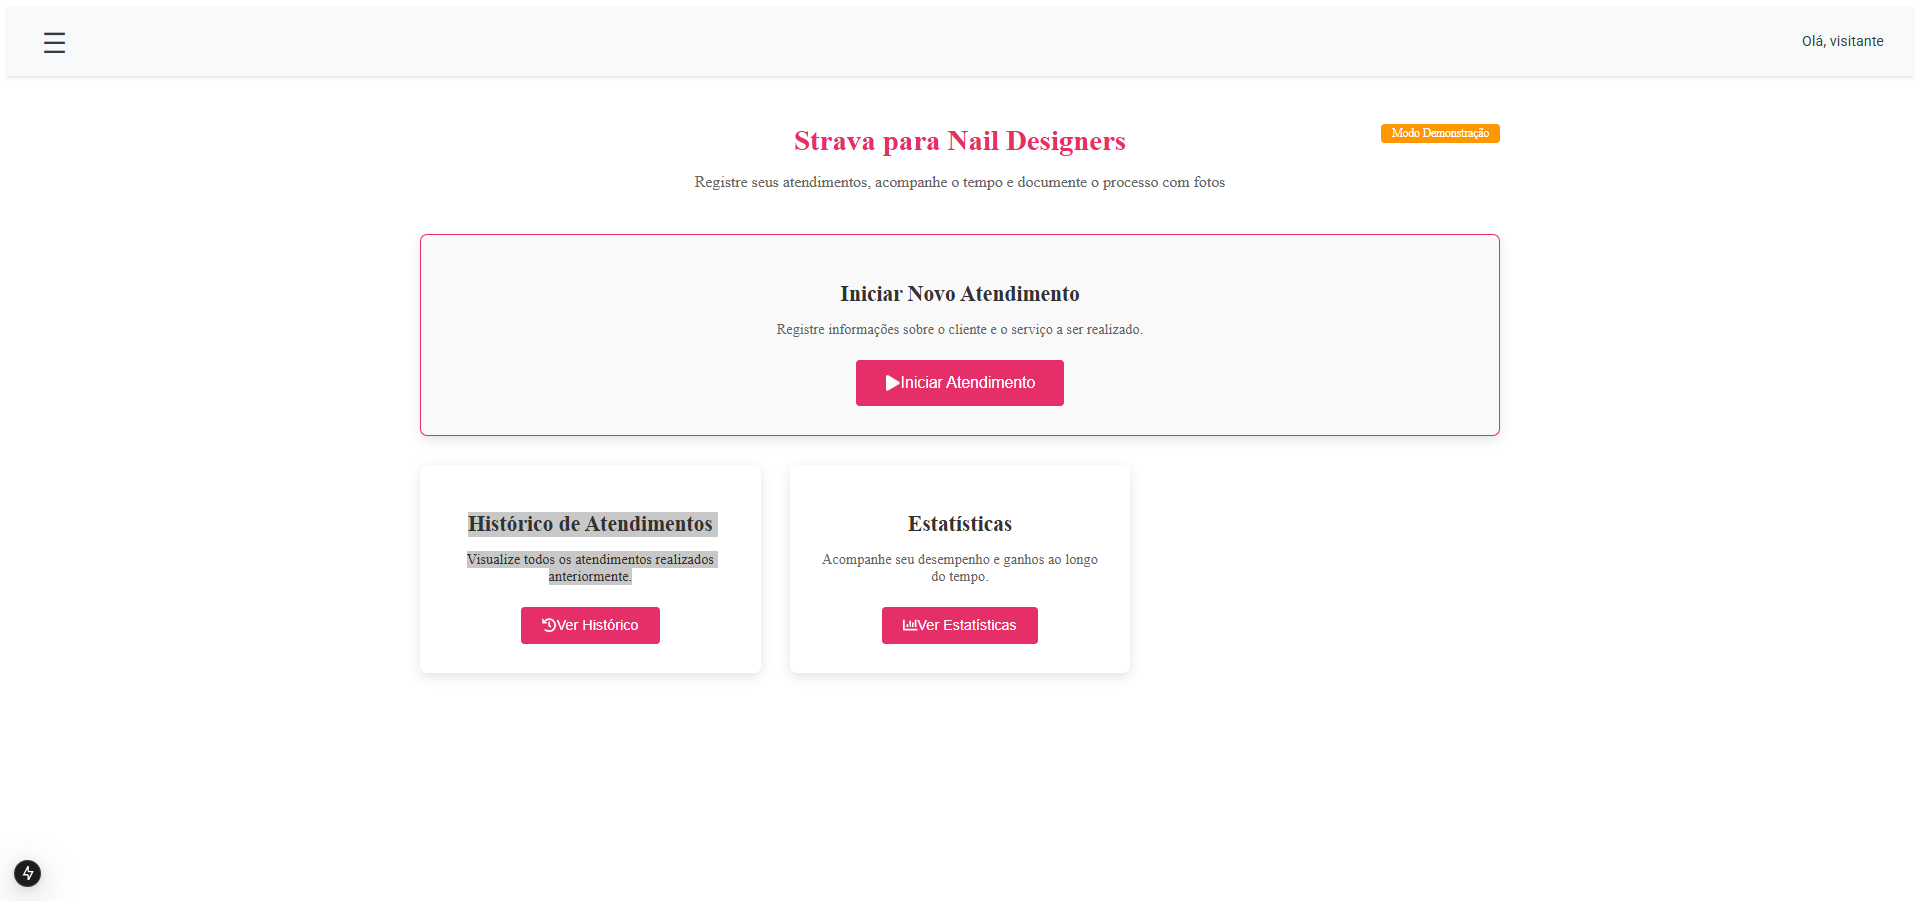 Olá, visitante
Strava para Nail Designers
Modo Demonstração
Registre seus atendimentos, acompanhe o tempo e documente o processo com fotos
Iniciar Novo Atendimento
Registre informações sobre o cliente e o serviço a ser realizado.
Iniciar Atendimento
Histórico de Atendimentos
Visualize todos os atendimentos realizados
anteriormente.
Ver Histórico
Estatísticas
Acompanhe seu desempenho e ganhos ao longo
do tempo.
Ver Estatísticas